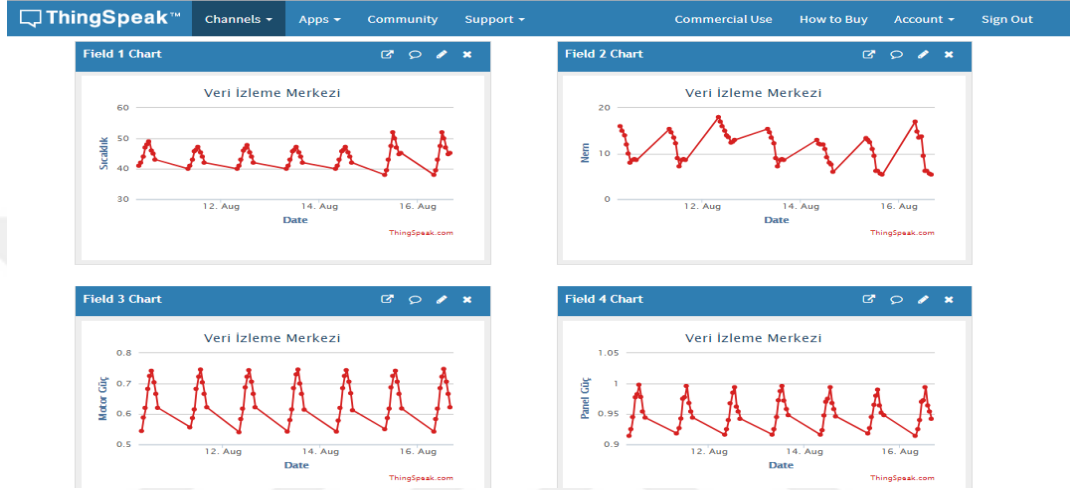 ThingSpeak™ Channels Apps Community Support Commercial Use How to Buy Account Sign Out
Field 1 Chart
Veri İzleme Merkezi
60
50
40
30
Sıcaklık
12. Aug 14. Aug 16. Aug
Date
ThingSpeak.com
Field 2 Chart
Veri İzleme Merkezi
20
10
0
Nem
12. Aug 14. Aug 16. Aug
Date
ThingSpeak.com
Field 3 Chart
Veri İzleme Merkezi
0.8
0.7
0.6
0.5
Motor Güç
12. Aug 14. Aug 16. Aug
Date
ThingSpeak.com
Field 4 Chart
Veri İzleme Merkezi
1.05
1
0.95
0.9
Panel Güç
12. Aug 14. Aug 16. Aug
Date
ThingSpeak.com